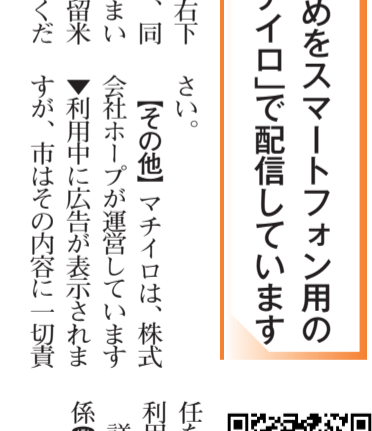 めをスマートフォン用の
チイロ」で配信しています
右下
、同
まい
留米
くだ
さい。
【その他】マチイロは、株式
会社ホープが運営しています
▼利用中に広告が表示されま
すが、市はその内容に一切責
任を
利用
詳
係